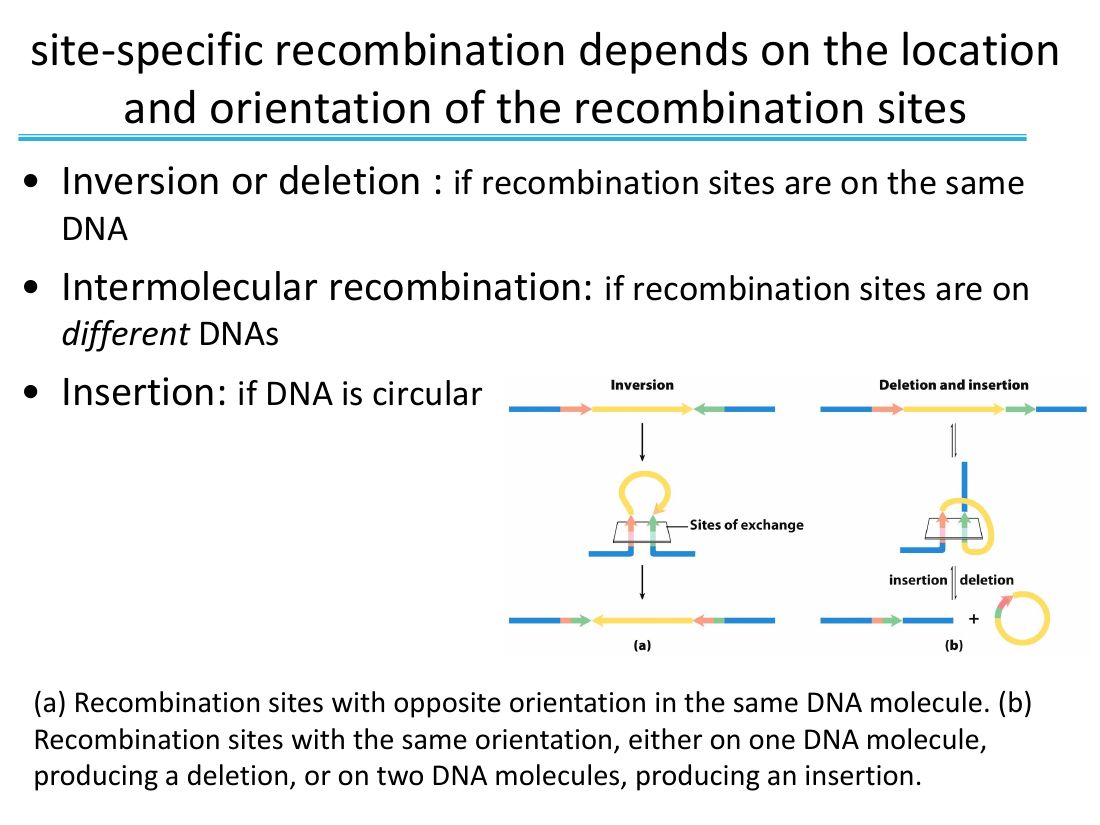 site-specific recombination depends on the location
and orientation of the recombination sites
• Inversion or deletion : if recombination sites are on the same
DNA
• Intermolecular recombination: if recombination sites are on
different DNAs
• Insertion: if DNA is circular
Inversion
Deletion and insertion
Sites of exchange
insertion deletion
+
(a)
(b)
(a) Recombination sites with opposite orientation in the same DNA molecule. (b)
Recombination sites with the same orientation, either on one DNA molecule,
producing a deletion, or on two DNA molecules, producing an insertion.